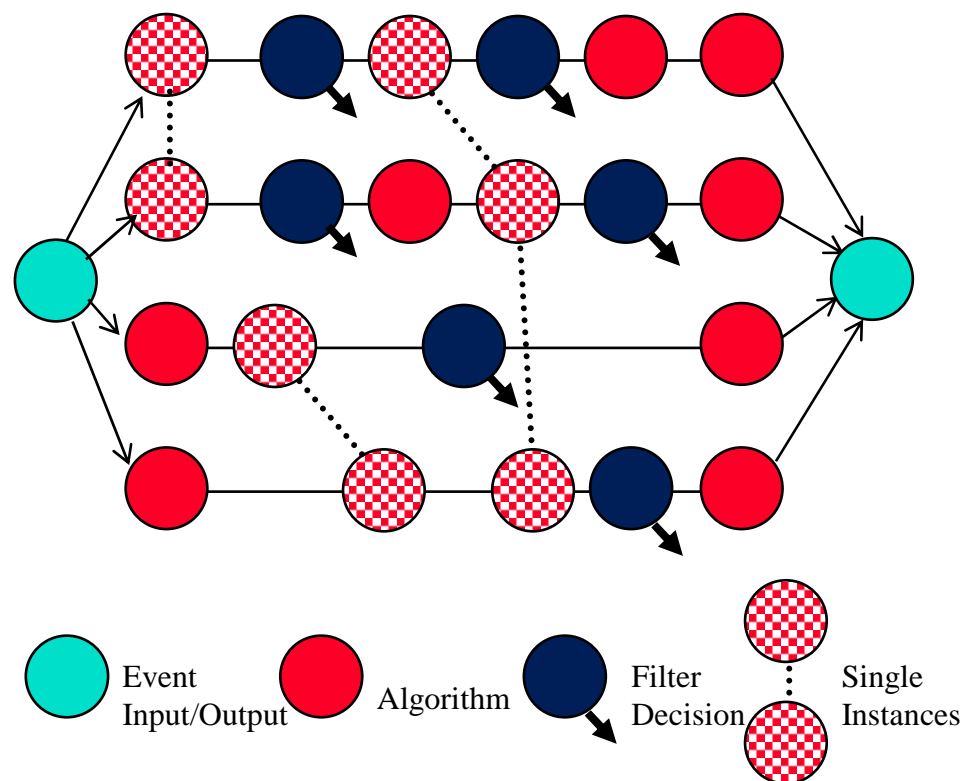 Event
Input/Output
Algorithm
Filter
Decision
Single
Instances